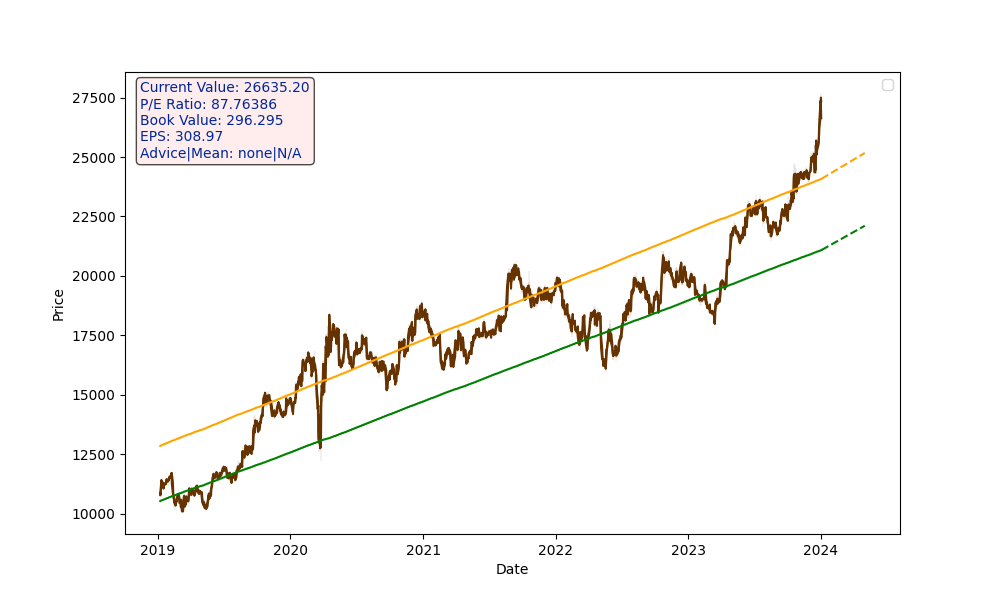 Current Value: 26635.20
P/E Ratio: 87.76386
Book Value: 296.295
EPS: 308.97
Advice|Mean: none|N/A
27500
25000
22500
20000
17500
15000
12500
10000
Price
2019 2020 2021 2022 2023 2024
Date